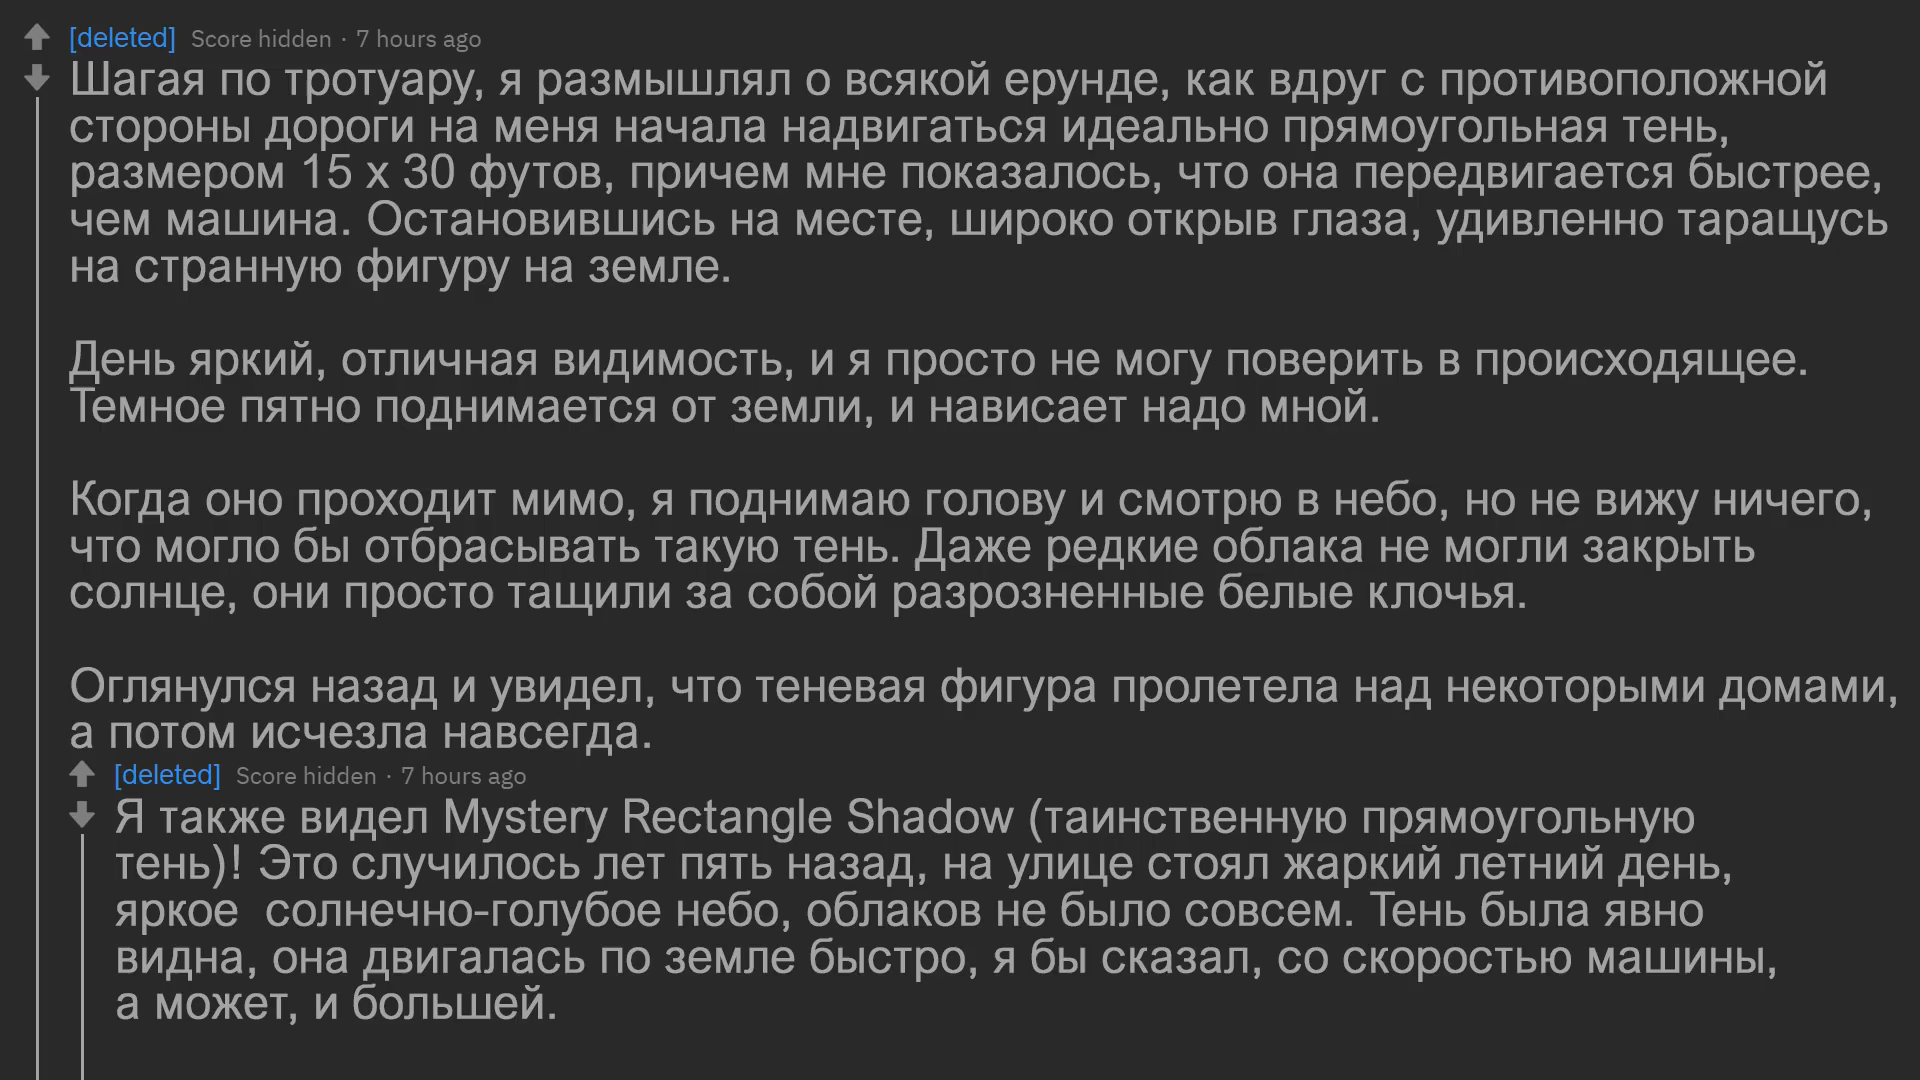 [deleted] Score hidden · 7 hours ago
Шагая по тротуару, я размышлял о всякой ерунде, как вдруг с противоположной
стороны дороги на меня начала надвигаться идеально прямоугольная тень,
размером 15 x 30 футов, причем мне показалось, что она передвигается быстрее,
чем машина. Остановившись на месте, широко открыв глаза, удивленно таращусь
на странную фигуру на земле.
День яркий, отличная видимость, и я просто не могу поверить в происходящее.
Темное пятно поднимается от земли, и нависает надо мной.
Когда оно проходит мимо, я поднимаю голову и смотрю в небо, но не вижу ничего,
что могло бы отбрасывать такую тень. Даже редкие облака не могли закрыть
солнце, они просто тащили за собой разрозненные белые клочья.
Оглянулся назад и увидел, что теневая фигура пролетела над некоторыми домами,
а потом исчезла навсегда.
[deleted] Score hidden · 7 hours ago
Я также видел Mystery Rectangle Shadow (таинственную прямоугольную
тень)! Это случилось лет пять назад, на улице стоял жаркий летний день,
яркое  солнечно-голубое небо, облаков не было совсем. Тень была явно
видна, она двигалась по земле быстро, я бы сказал, со скоростью машины,
а может, и большей.